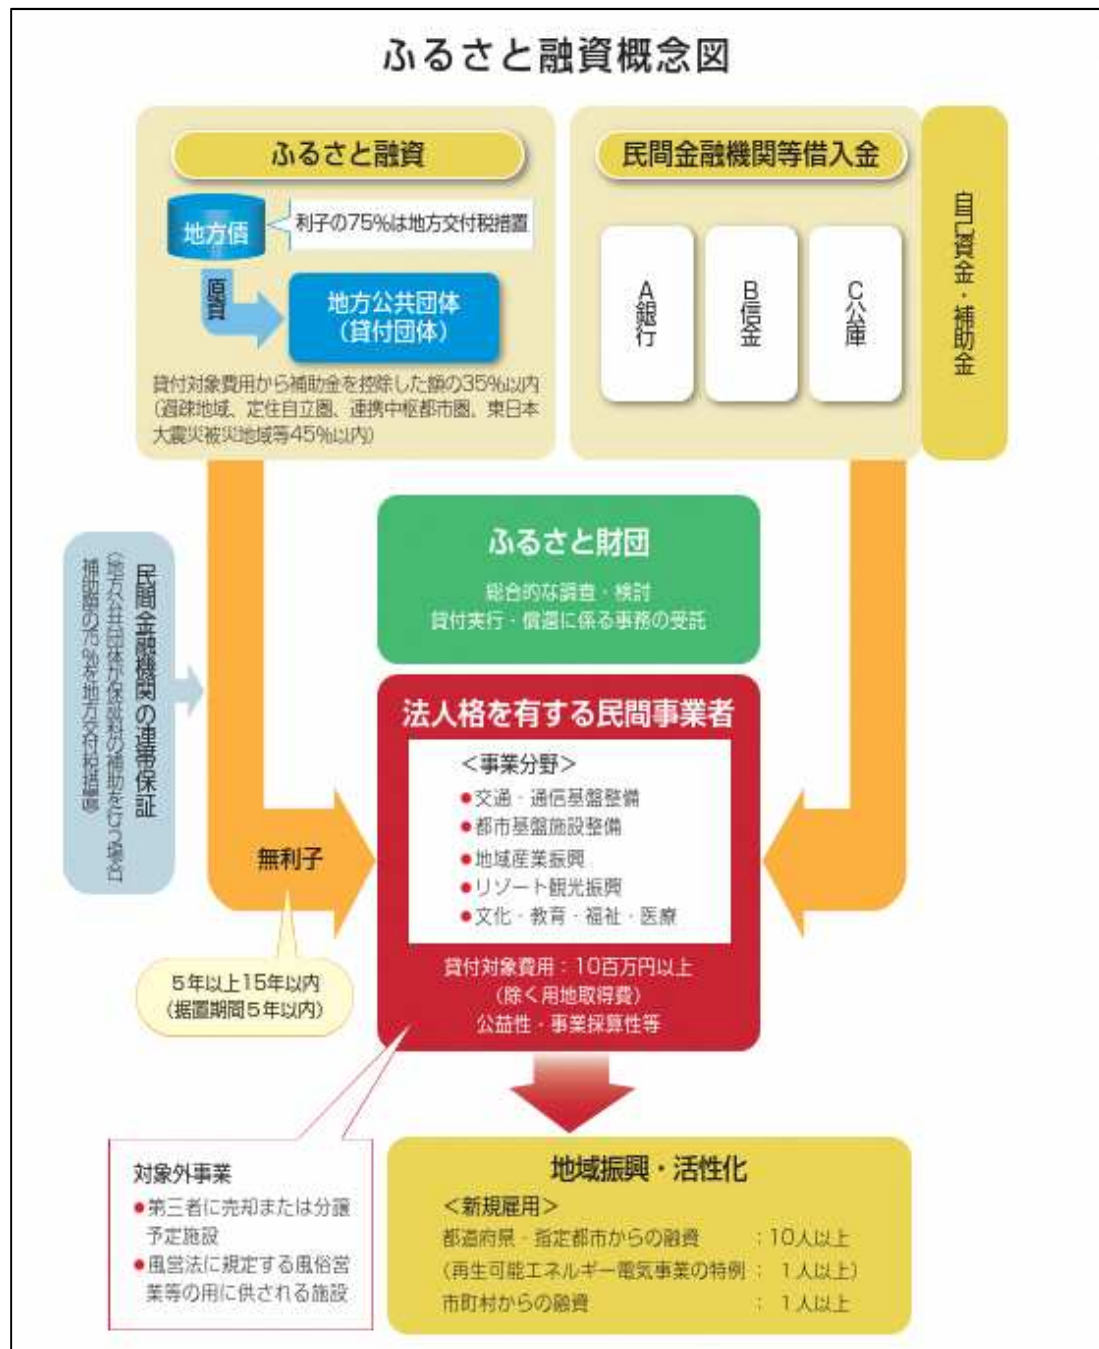 ふるさと融資概念図
ふるさと融資
地方債
利子の75%は地方交付税措置
原資
地方公共団体
(貸付団体)
貸付対象費用から補助金を控除した額の35%以内
(過疎地域、定住自立圏、連携中枢都市圏、東日本
大震災被災地域等45%以内)
民間金融機関等借入金
A銀行
B信金
C公庫
自己資金・補助金
ふるさと財団
総合的な調査・検討
貸付実行・償還に係る事務の受託
民間金融機関の連帯保証
(地方公共団体が保証料の補助を行う場合、
補助額の75%を地方交付税措置)
法人格を有する民間事業者
<事業分野>
●交通・通信基盤整備
●都市基盤施設整備
●地域産業振興
●リゾート観光振興
●文化・教育・福祉・医療
貸付対象費用:10百万円以上
(除く用地取得費)
公益性・事業採算性等
無利子
5年以上15年以内
(据置期間5年以内)
対象外事業
●第三者に売却または分譲
予定施設
●風営法に規定する風俗営
業等の用に供される施設
地域振興・活性化
<新規雇用>
都道府県・指定都市からの融資 :10人以上
(再生可能エネルギー電気事業の特例: 1人以上)
市町村からの融資 : 1人以上